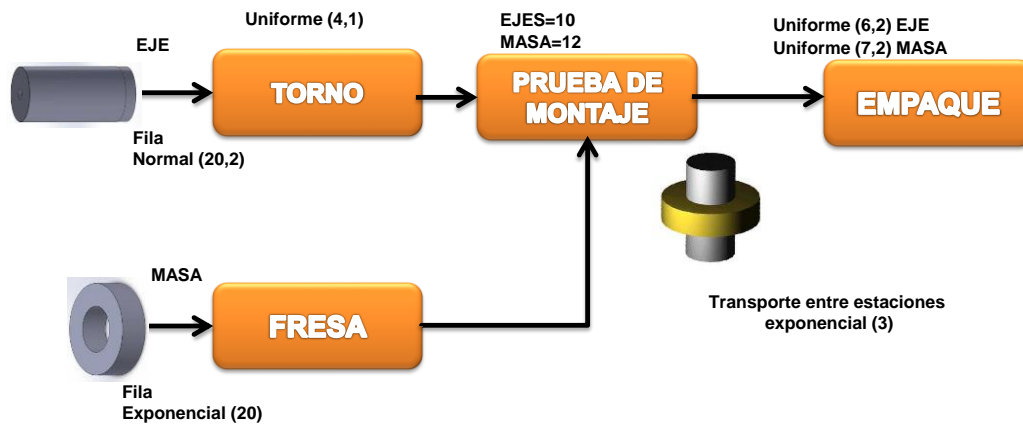 Uniforme (4,1)
EJE
TORNO
Fila
Normal (20,2)
EJES=10
MASA=12
PRUEBA DE
MONTAJE
Uniforme (6,2) EJE
Uniforme (7,2) MASA
EMPAQUE
MASA
FRESA
Fila
Exponencial (20)
Transporte entre estaciones
exponencial (3)